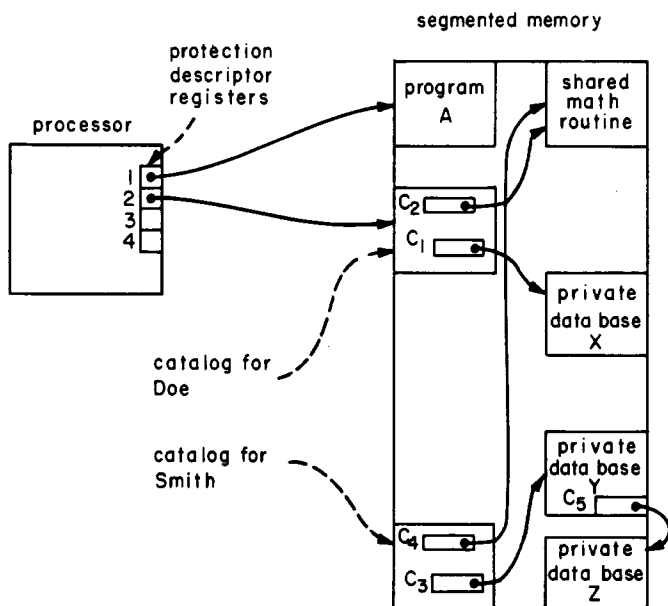 segmented memory
protection
descriptor
registers
processor
1
2
3
4
program
A
shared
math
routine
C2
C1
private
data base
X
catalog for
Doe
catalog for
Smith
private
data base
Y
C5
C4
C3
private
data base
Z